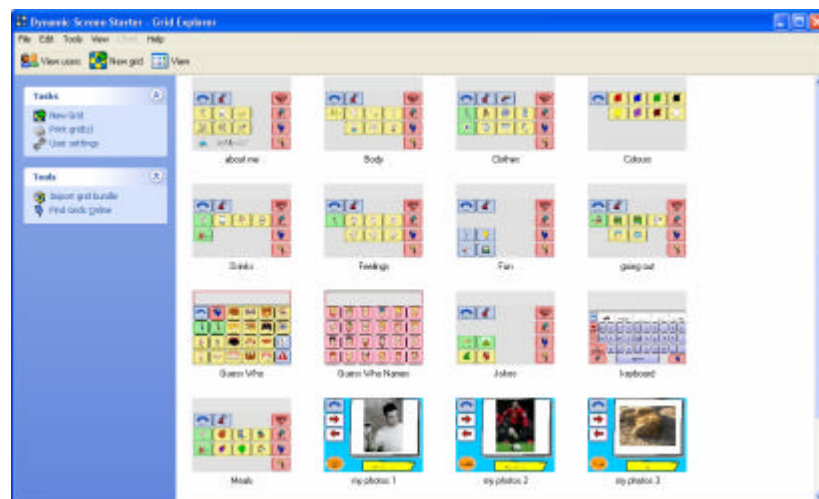 Dynamic Screen Starter - Grid Explorer
File Edit Tools View Help
View users New grid View
Tasks
New Grid
Print grid(s)
User settings
Tools
Import grid bundle
Find Grids Online
about me Body Clothes Colours
Drinks Feelings Fun going out
Guess Who Guess Who Names Jokes keyboard
Meals my photos 1 my photos 2 my photos 3